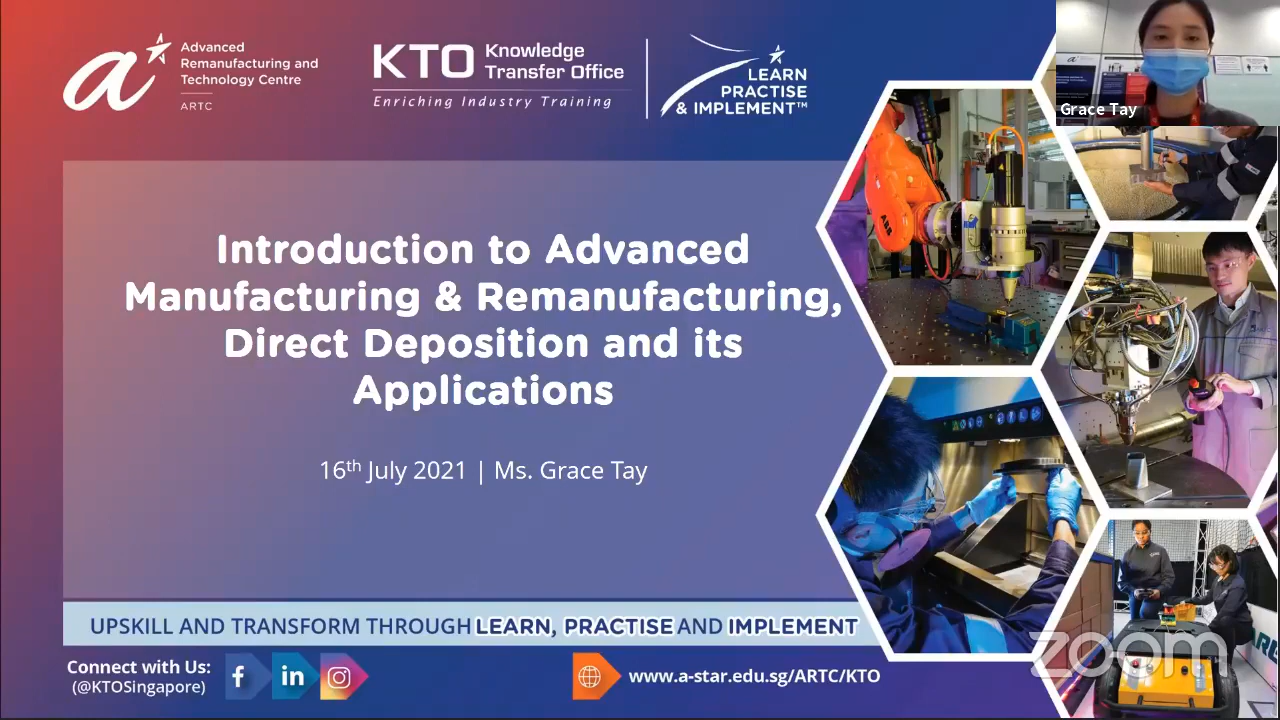 Advanced
Remanufacturing and
Technology Centre
ARTC
KTO Knowledge
Transfer Office
Enriching Industry Training
LEARN
PRACTISE
& IMPLEMENT™
Grace Tay
ABB
Introduction to Advanced
Manufacturing & Remanufacturing,
Direct Deposition and its
Applications
16th July 2021 | Ms. Grace Tay
UPSKILL AND TRANSFORM THROUGH LEARN, PRACTISE AND IMPLEMENT
Connect with Us:
(@KTOSingapore)
f
in
www.a-star.edu.sg/ARTC/KTO
zoom